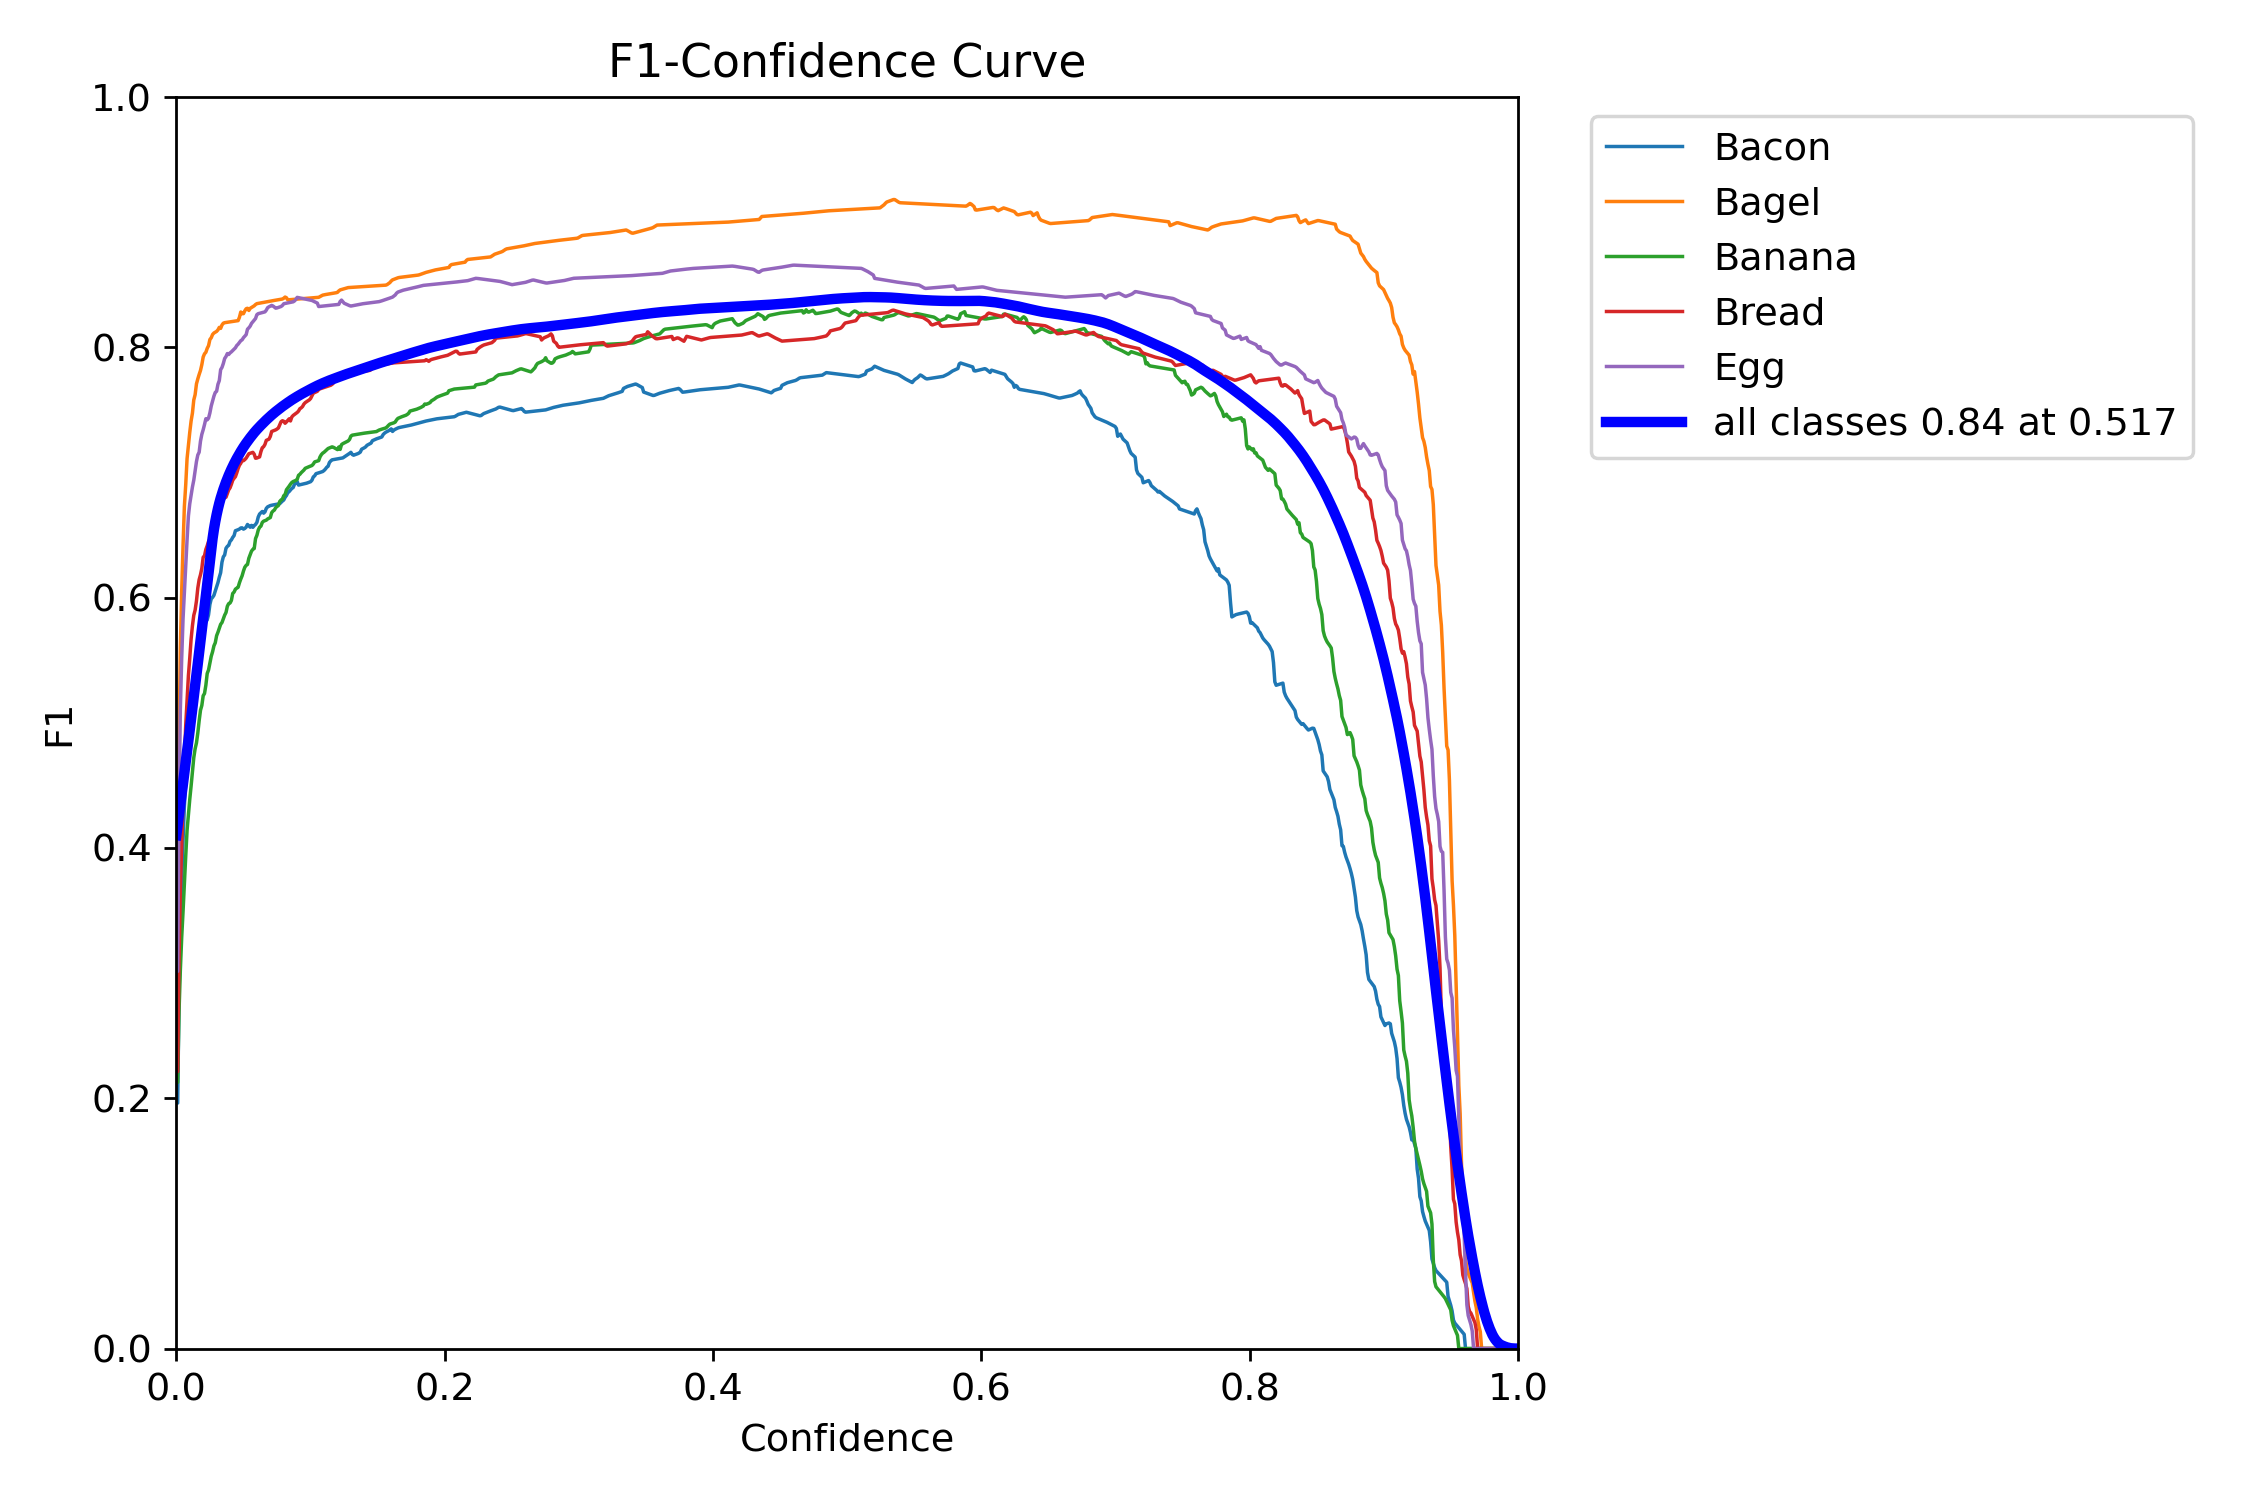 F1-Confidence Curve
1.0
0.8
0.6
0.4
0.2
0.0
F1
0.0 0.2 0.4 0.6 0.8 1.0
Confidence
Bacon
Bagel
Banana
Bread
Egg
all classes 0.84 at 0.517